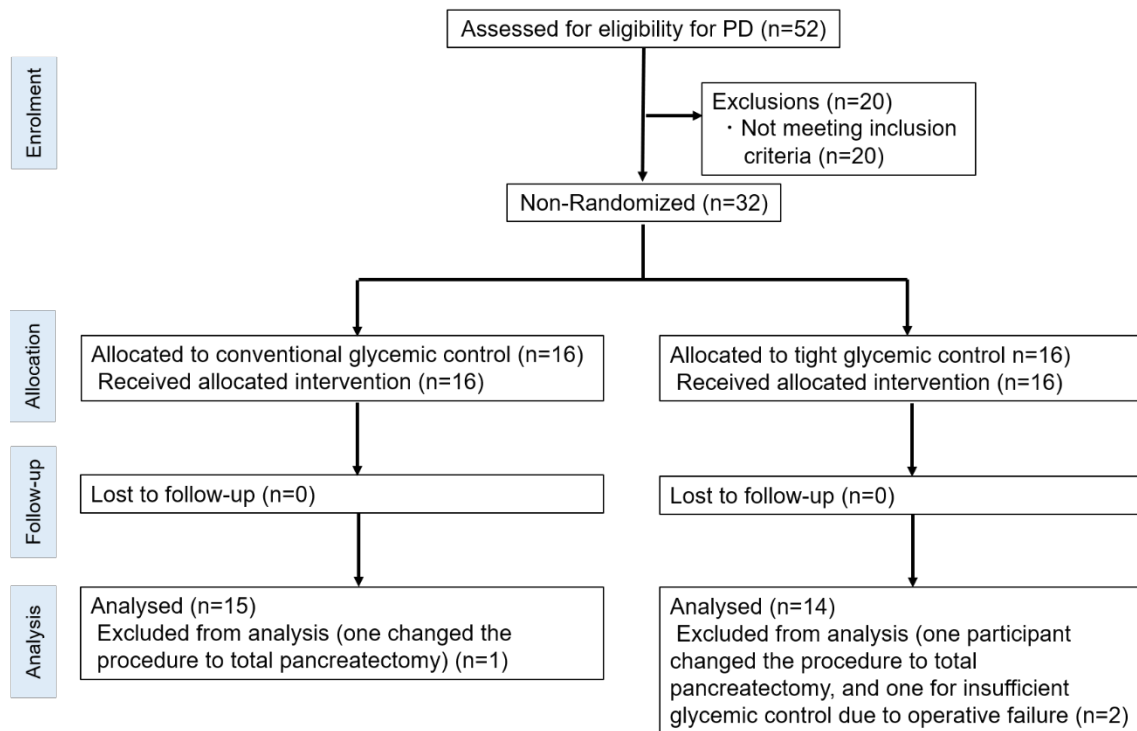 Assessed for eligibility for PD (n=52)
Enrolment
Exclusions (n=20)
・Not meeting inclusion
criteria (n=20)
Non-Randomized (n=32)
Allocation
Allocated to conventional glycemic control (n=16)
Received allocated intervention (n=16)
Allocated to tight glycemic control n=16)
Received allocated intervention (n=16)
Follow-up
Lost to follow-up (n=0)
Lost to follow-up (n=0)
Analysis
Analysed (n=15)
Excluded from analysis (one changed the
procedure to total pancreatectomy) (n=1)
Analysed (n=14)
Excluded from analysis (one participant
changed the procedure to total
pancreatectomy, and one for insufficient
glycemic control due to operative failure (n=2)